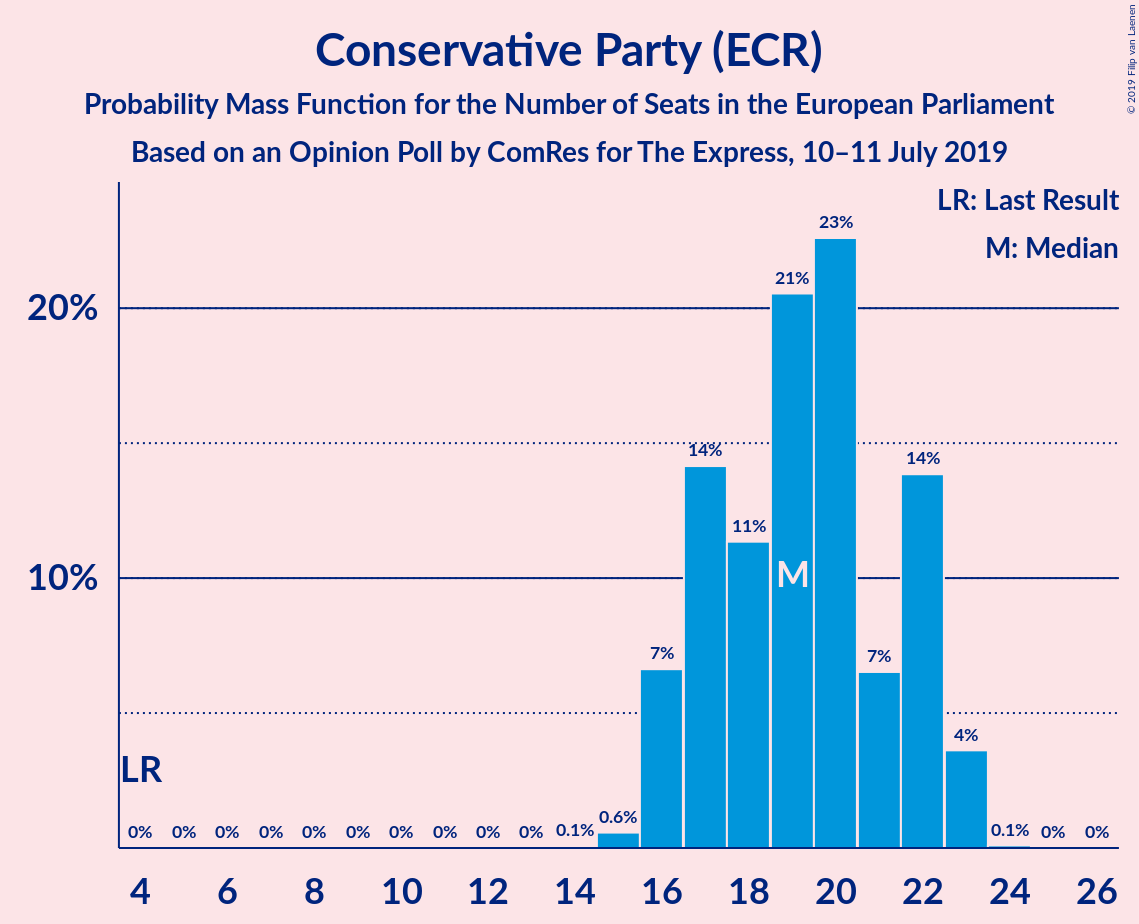 Conservative Party (ECR)
Probability Mass Function for the Number of Seats in the European Parliament
Based on an Opinion Poll by ComRes for The Express, 10–11 July 2019
© 2019 Filip van Laenen
LR: Last Result
M: Median
20%
10%
LR
M
0% 0% 0% 0% 0% 0% 0% 0% 0% 0% 0.1% 0.6% 7% 14% 11% 21% 23% 7% 14% 4% 0.1% 0% 0%
4 6 8 10 12 14 16 18 20 22 24 26